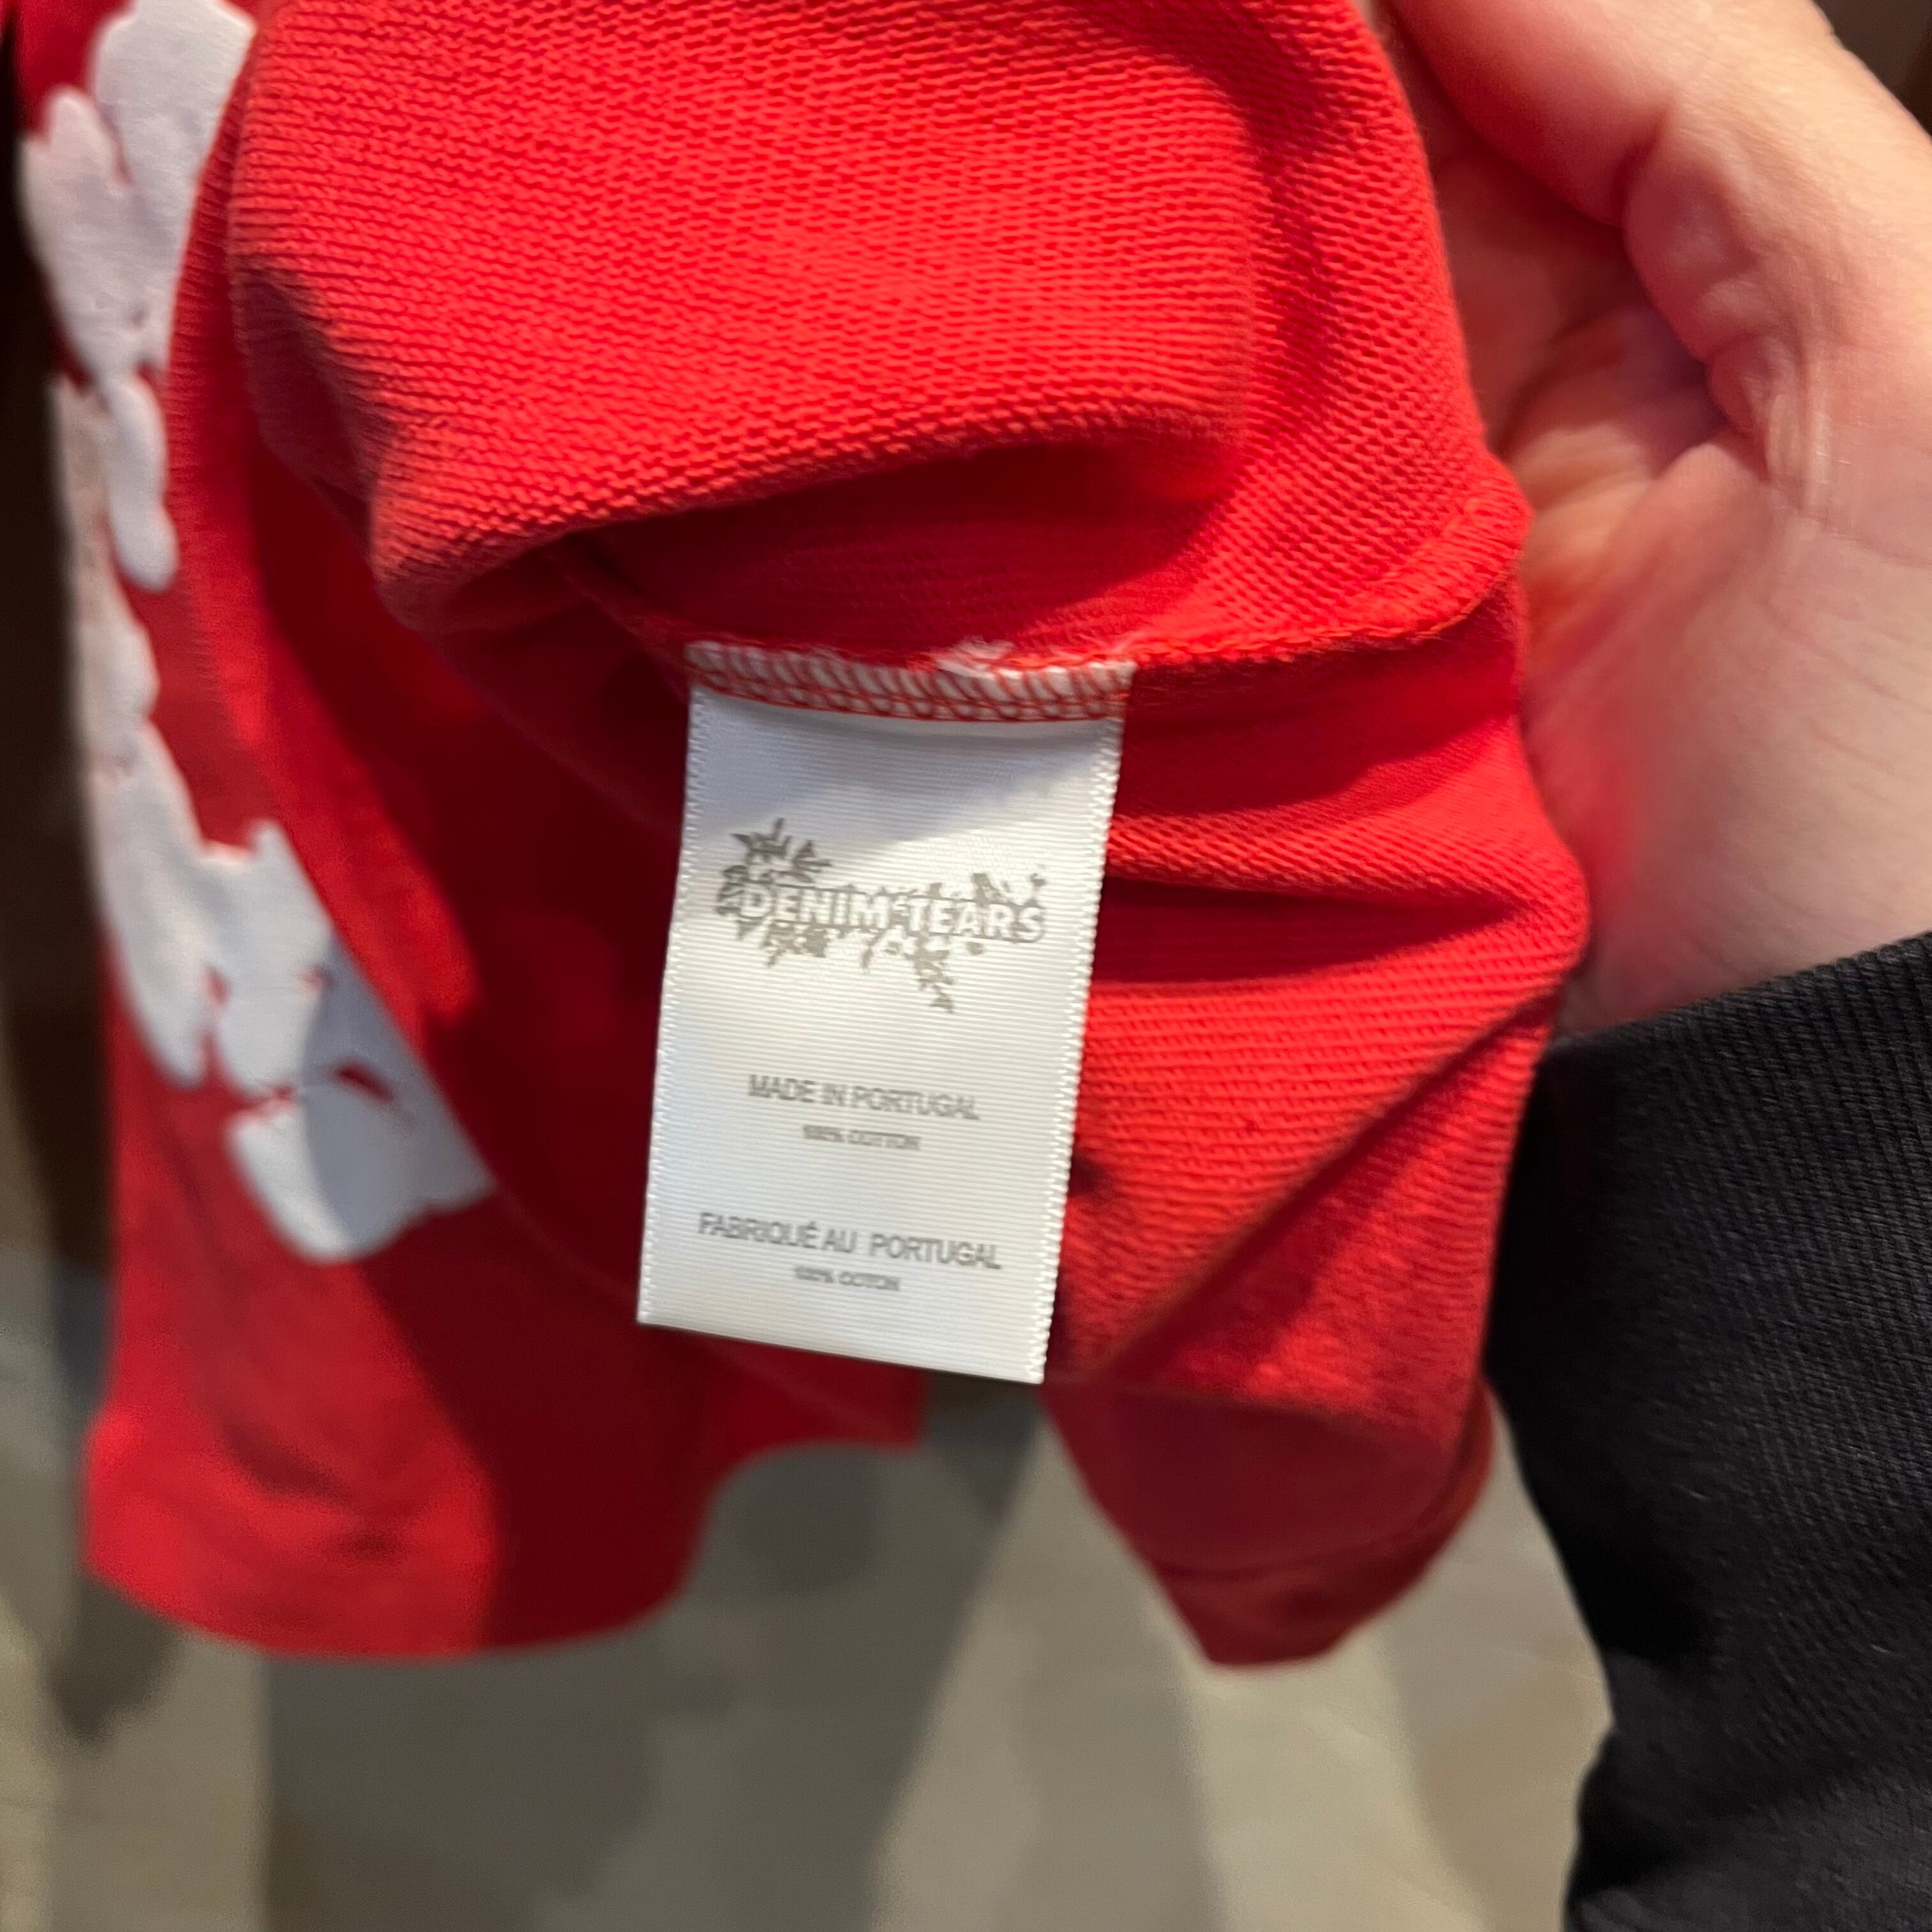 DENIM TEARS
MADE IN PORTUGAL
100% COTTON
FABRIQUÉ AU PORTUGAL
100% COTON